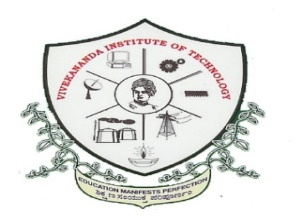 VIVEKANANDA INSTITUTE OF TECHNOLOGY
EDUCATION MANIFESTS PERFECTION